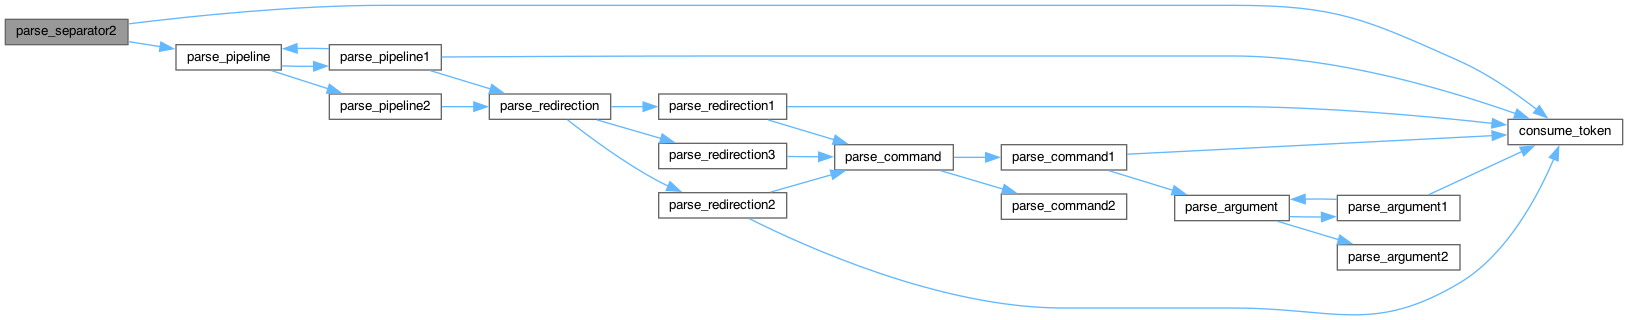 parse_separator2
parse_pipeline
parse_pipeline1
parse_pipeline2
parse_redirection
parse_redirection1
parse_redirection3
parse_redirection2
parse_command
parse_command1
parse_command2
parse_argument
parse_argument1
parse_argument2
consume_token